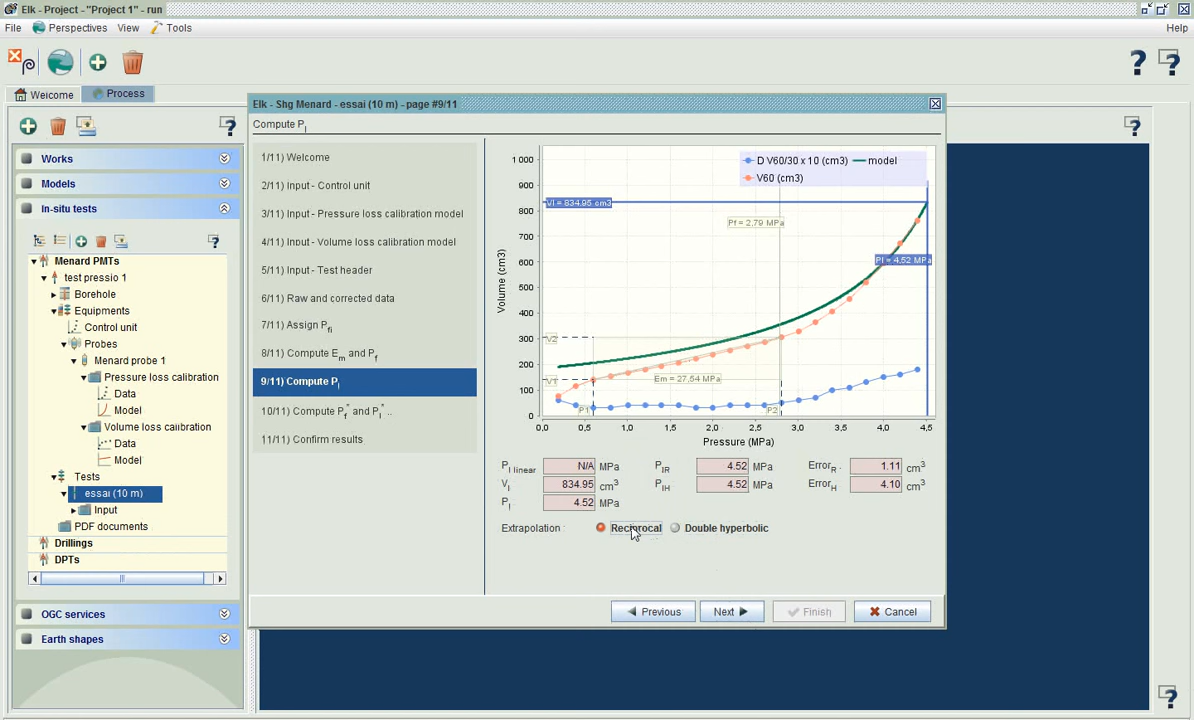 Elk - Project - "Project 1" - run
File Perspectives View Tools Help
Welcome Process
Works
Models
In-situ tests
Menard PMTs
test pressio 1
Borehole
Equipments
Control unit
Probes
Menard probe 1
Pressure loss calibration
Data
Model
Volume loss calibration
Data
Model
Tests
essai (10 m)
Input
PDF documents
Drillings
DPTs
OGC services
Earth shapes
Elk - Shg Menard - essai (10 m) - page #9/11
Compute Pl
1/11) Welcome
2/11) Input - Control unit
3/11) Input - Pressure loss calibration model
4/11) Input - Volume loss calibration model
5/11) Input - Test header
6/11) Raw and corrected data
7/11) Assign Pfi
8/11) Compute Em and Pf
9/11) Compute Pl
10/11) Compute Pf* and Pl* ..
11/11) Confirm results
D V60/30 x 10 (cm3) model
V60 (cm3)
Volume (cm3)
1 000
900
800
700
600
500
400
300
200
100
0
Vl = 834.95 cm3
Pf = 2,79 MPa
Pl = 4.52 MPa
V2
V1
Em = 27,54 MPa
P1
P2
0,0 0,5 1,0 1,5 2,0 2,5 3,0 3,5 4,0 4,5
Pressure (MPa)
Pl linear N/A MPa PIR 4.52 MPa ErrorR 1.11 cm3
Vl 834.95 cm3 PIH 4.52 MPa ErrorH 4.10 cm3
Pl 4.52 MPa
Extrapolation : Reciprocal Double hyperbolic
Previous Next Finish Cancel